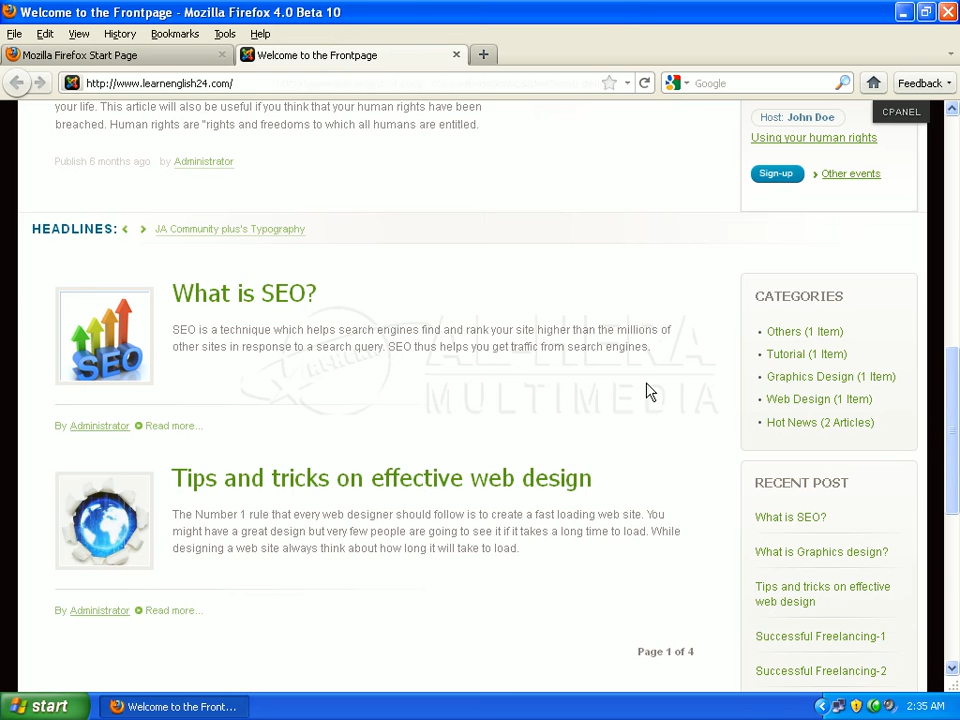 Welcome to the Frontpage - Mozilla Firefox 4.0 Beta 10
File Edit View History Bookmarks Tools Help
Mozilla Firefox Start Page
Welcome to the Frontpage
http://www.learnenglish24.com/
Google
Feedback
your life. This article will also be useful if you think that your human rights have been
breached. Human rights are "rights and freedoms to which all humans are entitled.
Publish 6 months ago by Administrator
CPANEL
Host: John Doe
Using your human rights
Sign-up
Other events
HEADLINES:
JA Community plus's Typography
What is SEO?
SEO is a technique which helps search engines find and rank your site higher than the millions of
other sites in response to a search query. SEO thus helps you get traffic from search engines.
SEO
AL-HERA
MULTIMEDIA
By Administrator Read more...
Tips and tricks on effective web design
The Number 1 rule that every web designer should follow is to create a fast loading web site. You
might have a great design but very few people are going to see it if it takes a long time to load. While
designing a web site always think about how long it will take to load.
By Administrator Read more...
Page 1 of 4
CATEGORIES
Others (1 Item)
Tutorial (1 Item)
Graphics Design (1 Item)
Web Design (1 Item)
Hot News (2 Articles)
RECENT POST
What is SEO?
What is Graphics design?
Tips and tricks on effective
web design
Successful Freelancing-1
Successful Freelancing-2
start
Welcome to the Front...
2:35 AM